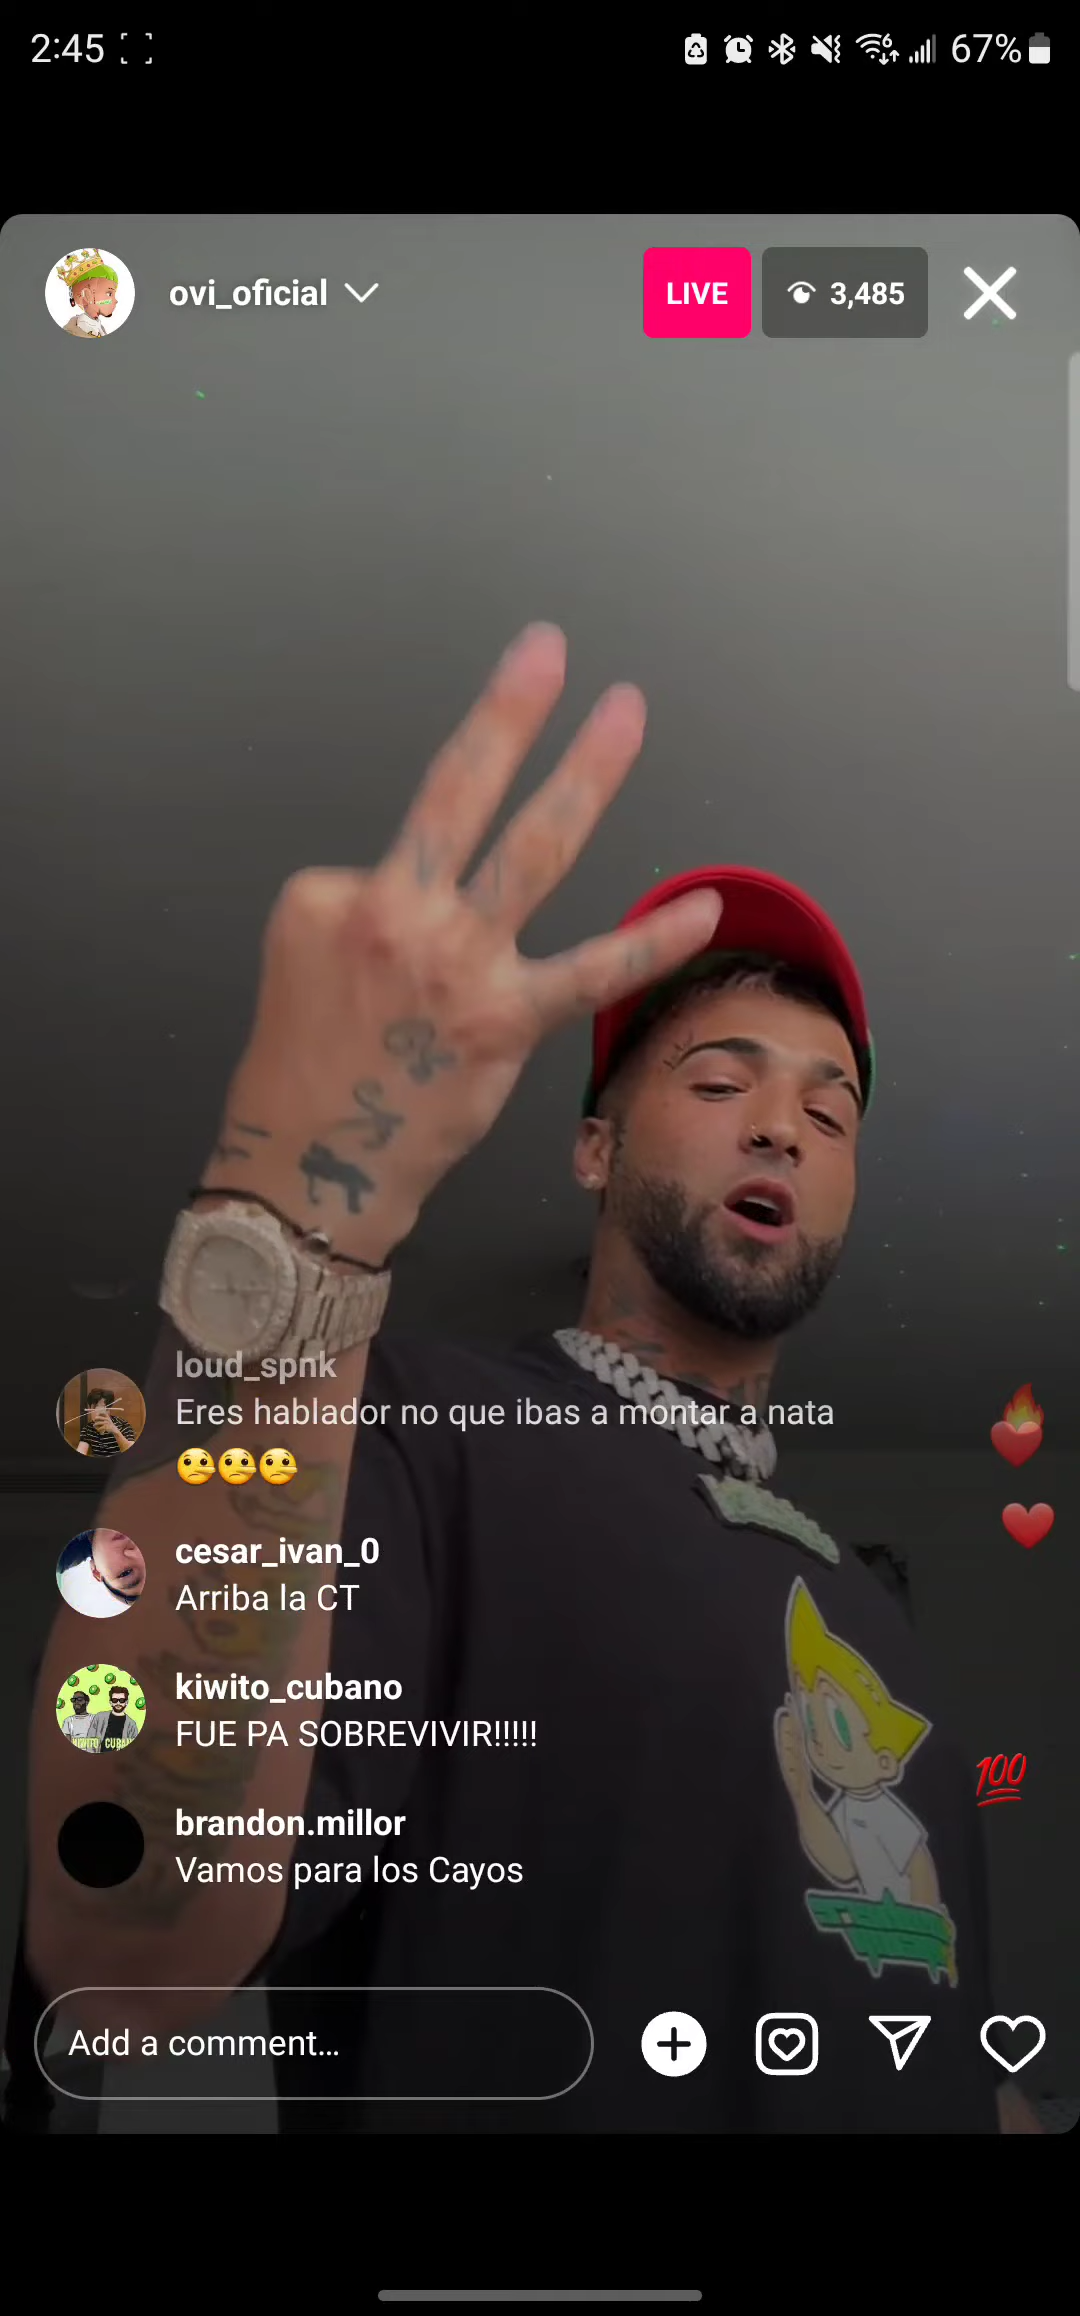 2:45
67%
ovi_oficial
LIVE
3,485
loud_spnk
Eres hablador no que ibas a montar a nata
🤥🤥🤥
cesar_ivan_0
Arriba la CT
kiwito_cubano
FUE PA SOBREVIVIR!!!!!
brandon.millor
Vamos para los Cayos
💯
Add a comment...